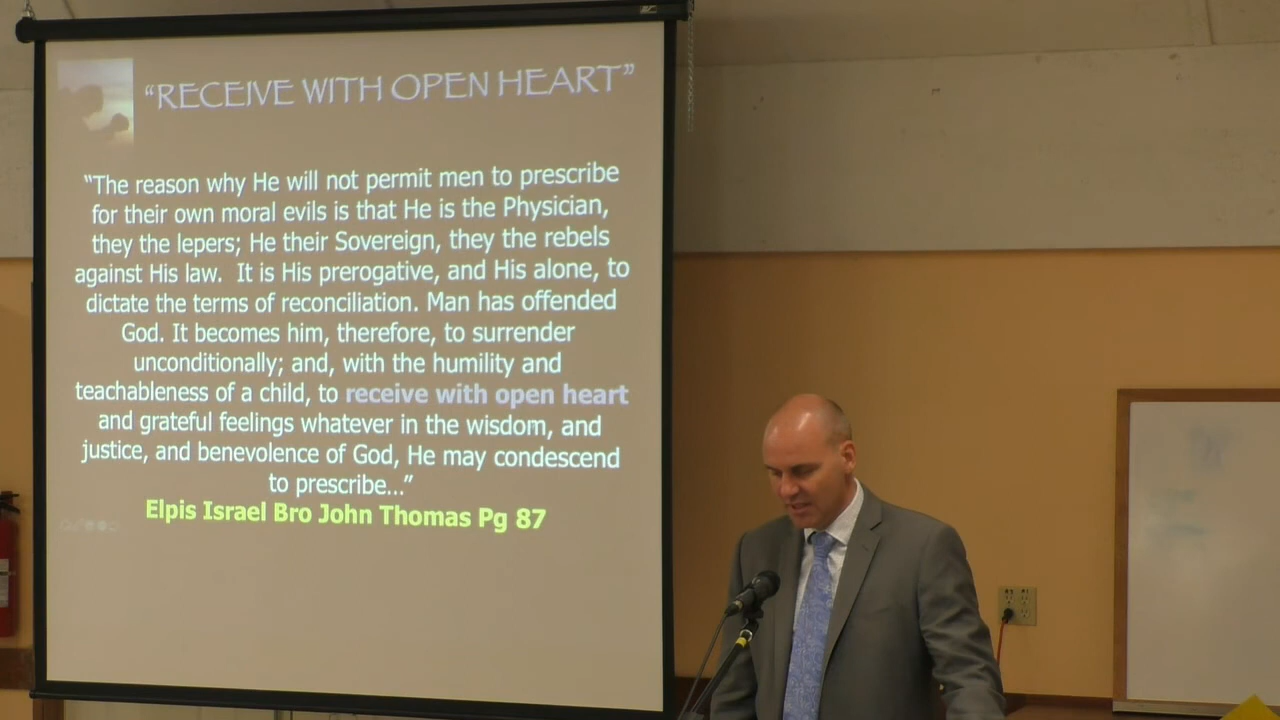 “RECEIVE WITH OPEN HEART”
“The reason why He will not permit men to prescribe
for their own moral evils is that He is the Physician,
they the lepers; He their Sovereign, they the rebels
against His law.  It is His prerogative, and His alone, to
dictate the terms of reconciliation. Man has offended
God. It becomes him, therefore, to surrender
unconditionally; and, with the humility and
teachableness of a child, to receive with open heart
and grateful feelings whatever in the wisdom, and
justice, and benevolence of God, He may condescend
to prescribe…”
Elpis Israel Bro John Thomas Pg 87